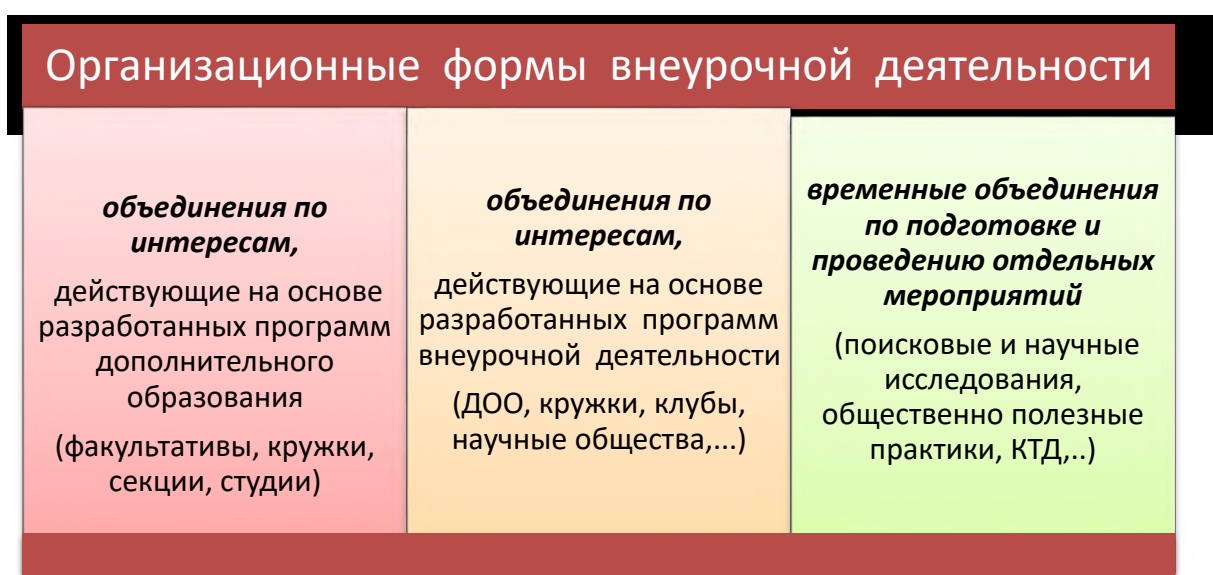 Организационные формы внеурочной деятельности
объединения по
интересам,
действующие на основе
разработанных программ
дополнительного
образования
(факультативы, кружки,
секции, студии)
объединения по
интересам,
действующие на основе
разработанных программ
внеурочной деятельности
(ДОО, кружки, клубы,
научные общества,...)
временные объединения
по подготовке и
проведению отдельных
мероприятий
(поисковые и научные
исследования,
общественно полезные
практики, КТД,..)